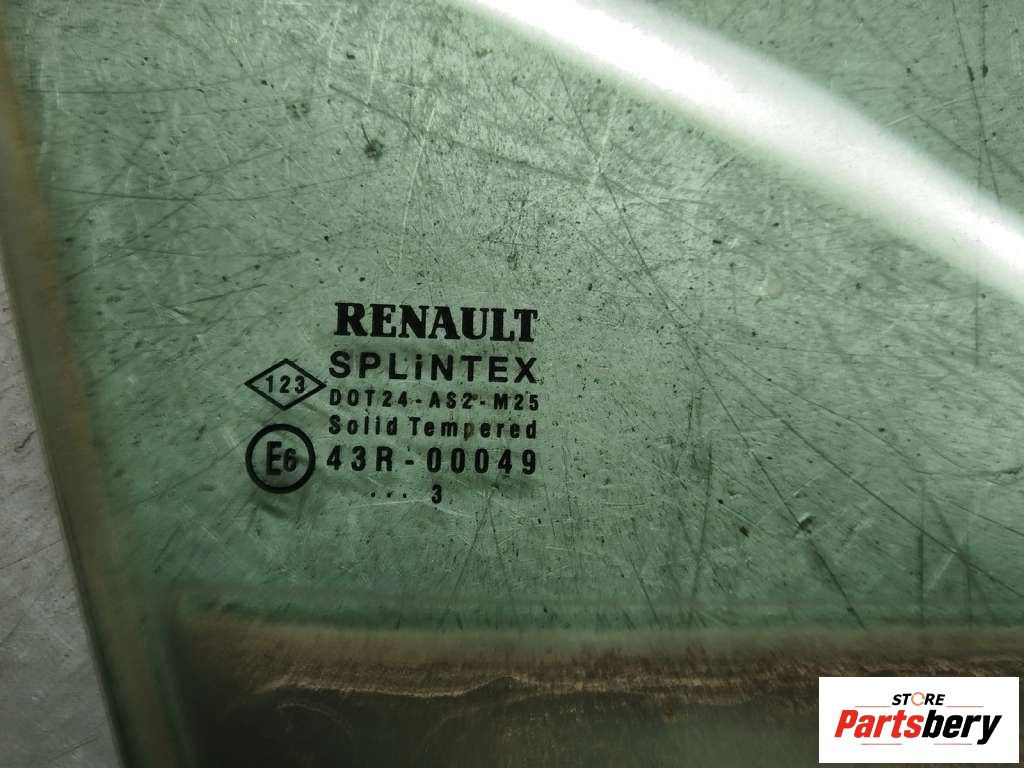 RENAULT
SPLiNTEX
123
DOT24-AS2-M25
Solid Tempered
E6
43R-00049
... 3
STORE
Partsbery